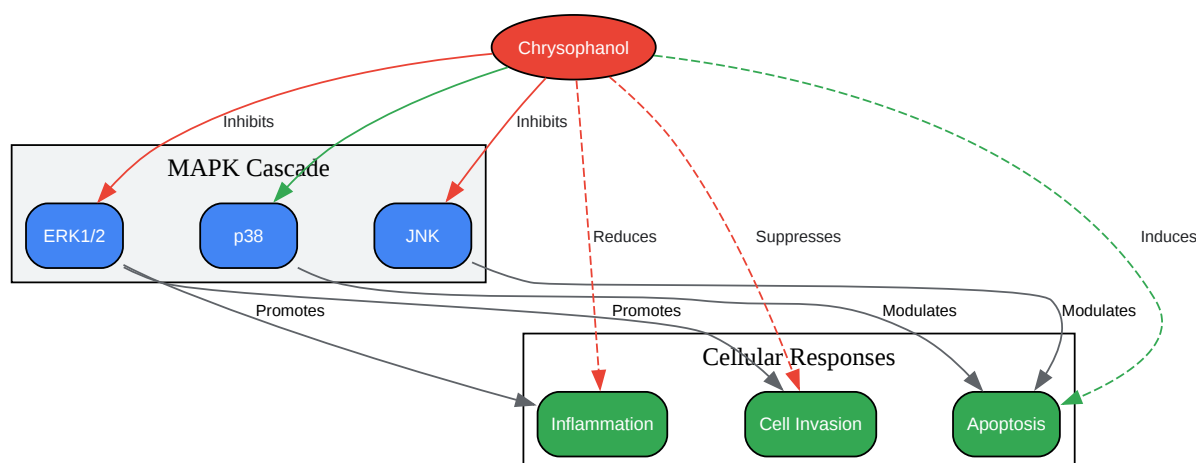 Chrysophanol
Inhibits
Inhibits
MAPK Cascade
ERK1/2
p38
JNK
Reduces
Suppresses
Induces
Promotes
Promotes
Modulates
Modulates
Cellular Responses
Inflammation
Cell Invasion
Apoptosis